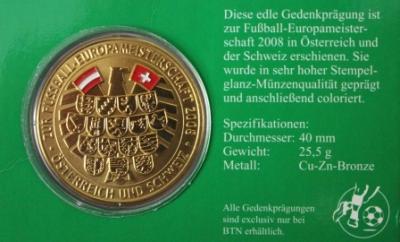 ZUR FUSSBALL-EUROPAMEISTERSCHAFT 2008
ÖSTERREICH UND SCHWEIZ
Diese edle Gedenkprägung ist
zur Fußball-Europameister-
schaft 2008 in Österreich und
der Schweiz erschienen. Sie
wurde in sehr hoher Stempel-
glanz-Münzenqualität geprägt
und anschließend coloriert.
Spezifikationen:
Durchmesser: 40 mm
Gewicht: 25,5 g
Metall: Cu-Zn-Bronze
Alle Gedenkprägungen
sind exclusiv nur bei
BTN erhältlich.